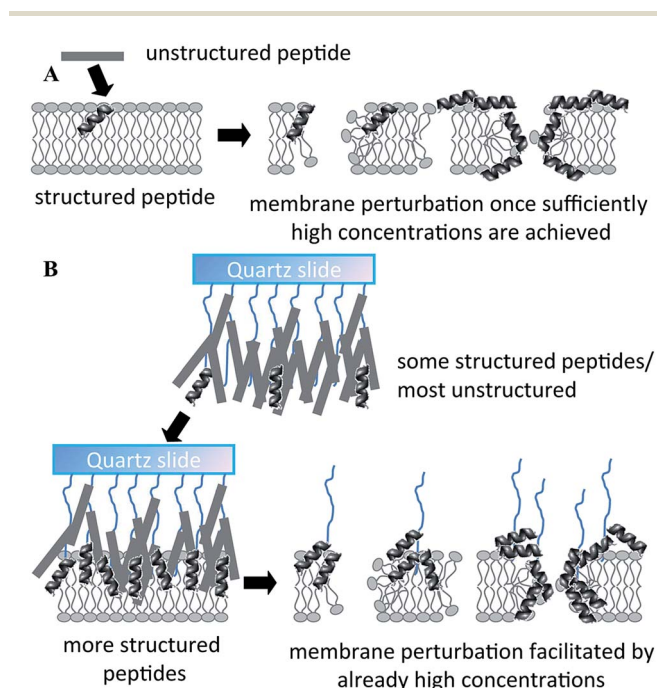 unstructured peptide
A
structured peptide
membrane perturbation once sufficiently
high concentrations are achieved
B
Quartz slide
some structured peptides/
most unstructured
Quartz slide
more structured
peptides
membrane perturbation facilitated by
already high concentrations